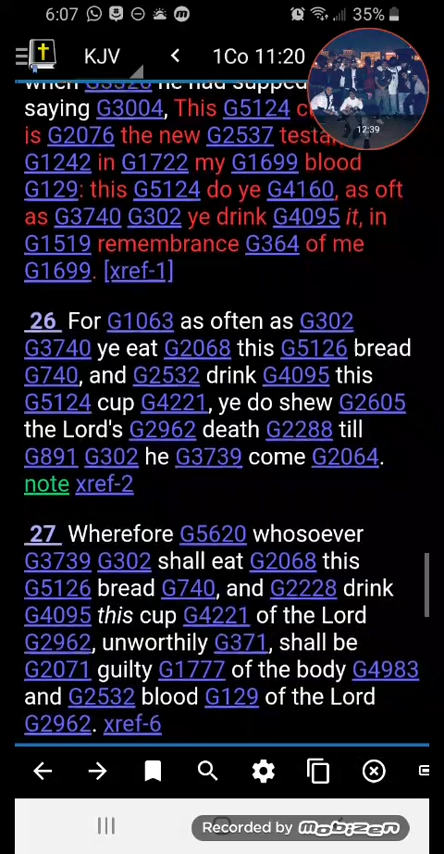 6:07 35%
KJV < 1Co 11:20
12:39
when G3326 he had supped
saying G3004, This G5124
is G2076 the new G2537
G1242 in G1722 my G1699 blood
G129: this G5124 do ye G4160, as oft
as G3740 G302 ye drink G4095 it, in
G1519 remembrance G364 of me
G1699. [xref-1]
26 For G1063 as often as G302
G3740 ye eat G2068 this G5126 bread
G740, and G2532 drink G4095 this
G5124 cup G4221, ye do shew G2605
the Lord's G2962 death G2288 till
G891 G302 he G3739 come G2064.
note xref-2
27 Wherefore G5620 whosoever
G3739 G302 shall eat G2068 this
G5126 bread G740, and G2228 drink
G4095 this cup G4221 of the Lord
G2962, unworthily G371, shall be
G2071 guilty G1777 of the body G4983
and G2532 blood G129 of the Lord
G2962. xref-6
Recorded by mobizen